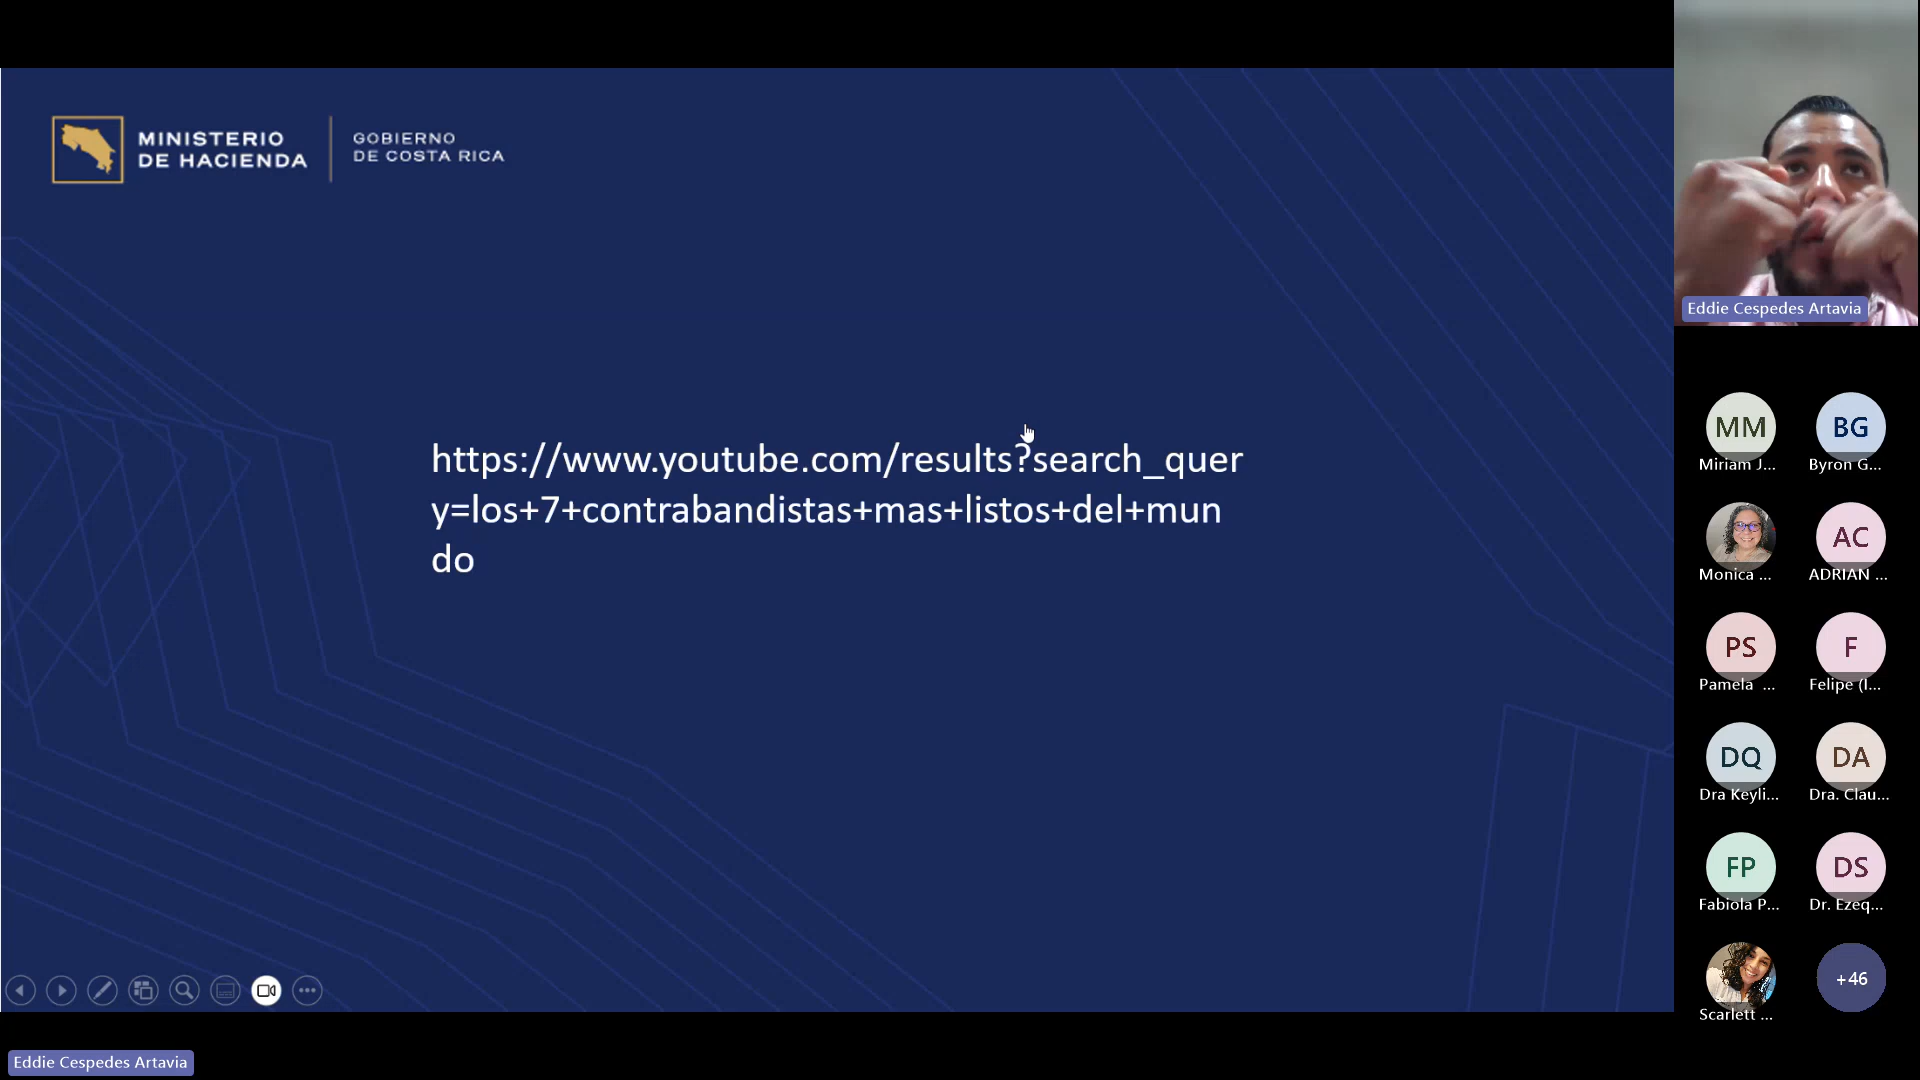 MINISTERIO
DE HACIENDA
GOBIERNO
DE COSTA RICA
https://www.youtube.com/results?search_quer
y=los+7+contrabandistas+mas+listos+del+mun
do
Eddie Cespedes Artavia
MM
Miriam J...
BG
Byron G...
Monica ...
AC
ADRIAN ...
PS
Pamela ...
F
Felipe (I...
DQ
Dra Keyli...
DA
Dra. Clau...
FP
Fabiola P...
DS
Dr. Ezeq...
Scarlett ...
+46
Eddie Cespedes Artavia